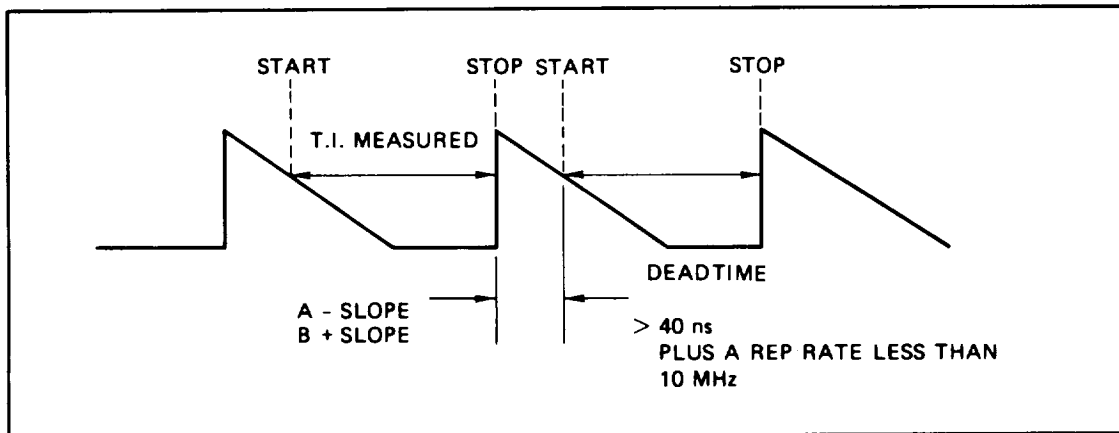 START STOP START STOP
T.I. MEASURED
DEADTIME
A - SLOPE
B + SLOPE
> 40 ns
PLUS A REP RATE LESS THAN
10 MHz